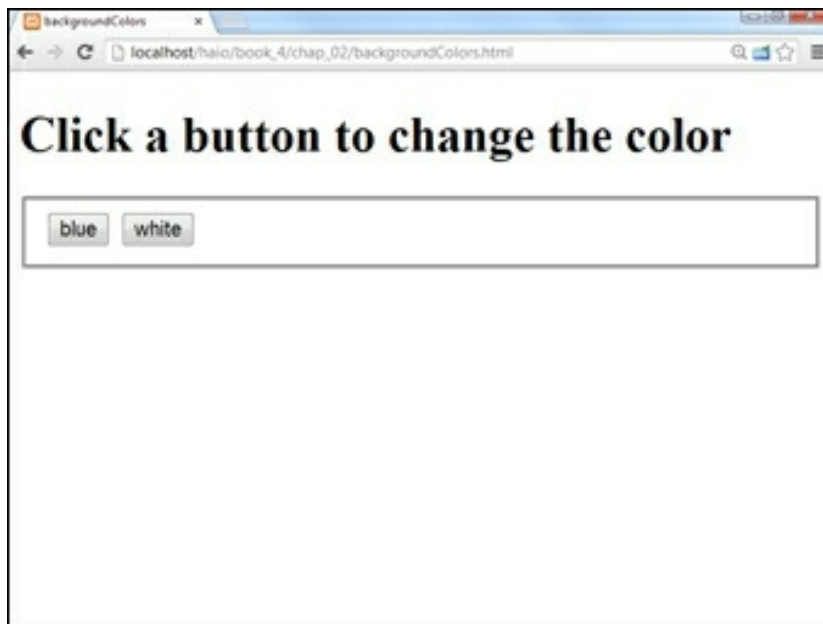 backgroundColors
localhost/haio/book_4/chap_02/backgroundColors.html
Click a button to change the color
blue white